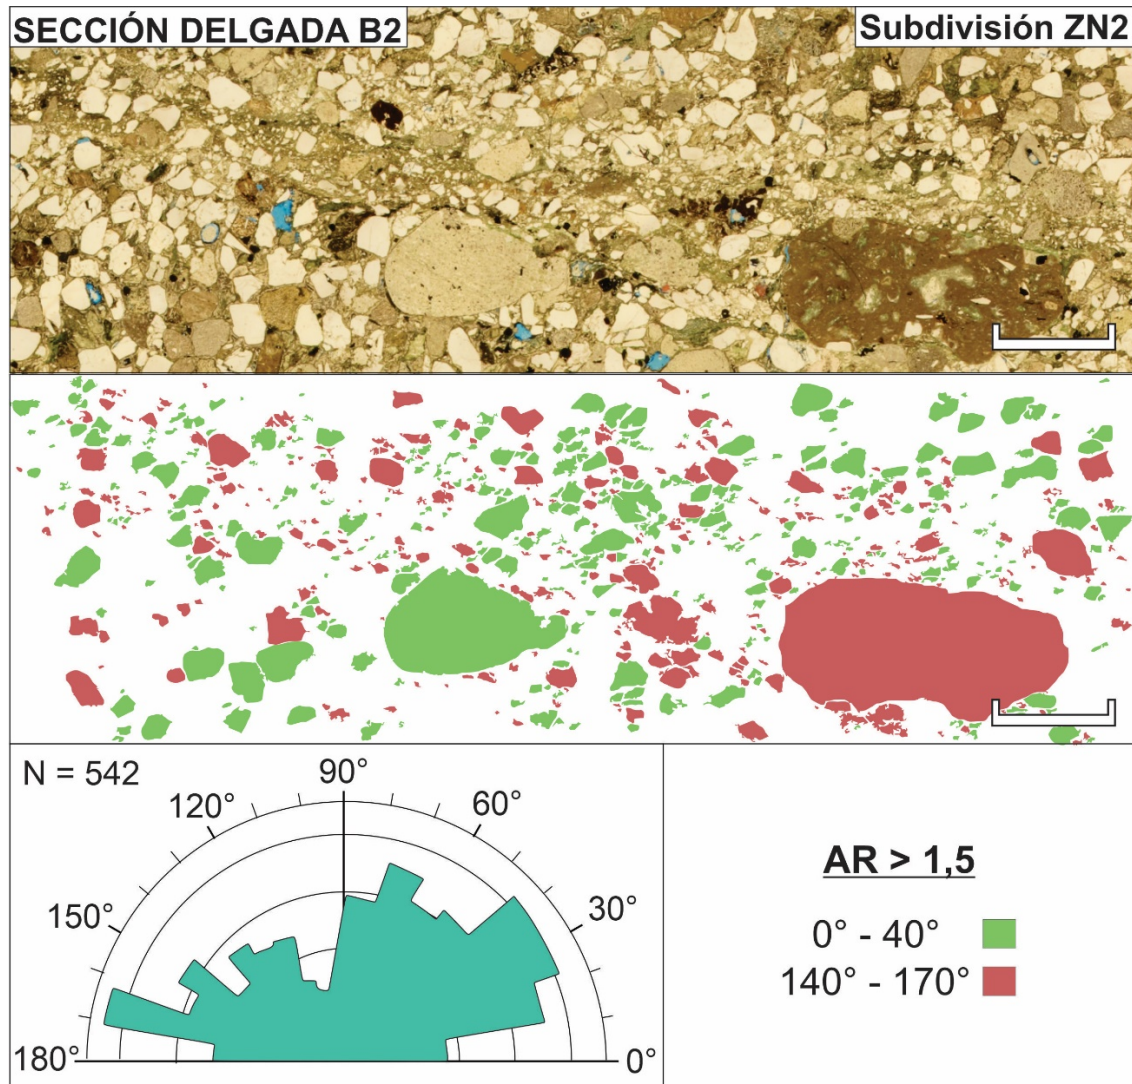 SECCIÓN DELGADA B2
Subdivisión ZN2
N = 542
90°
120°
60°
150°
30°
180°
0°
AR > 1,5
0° - 40°
140° - 170°